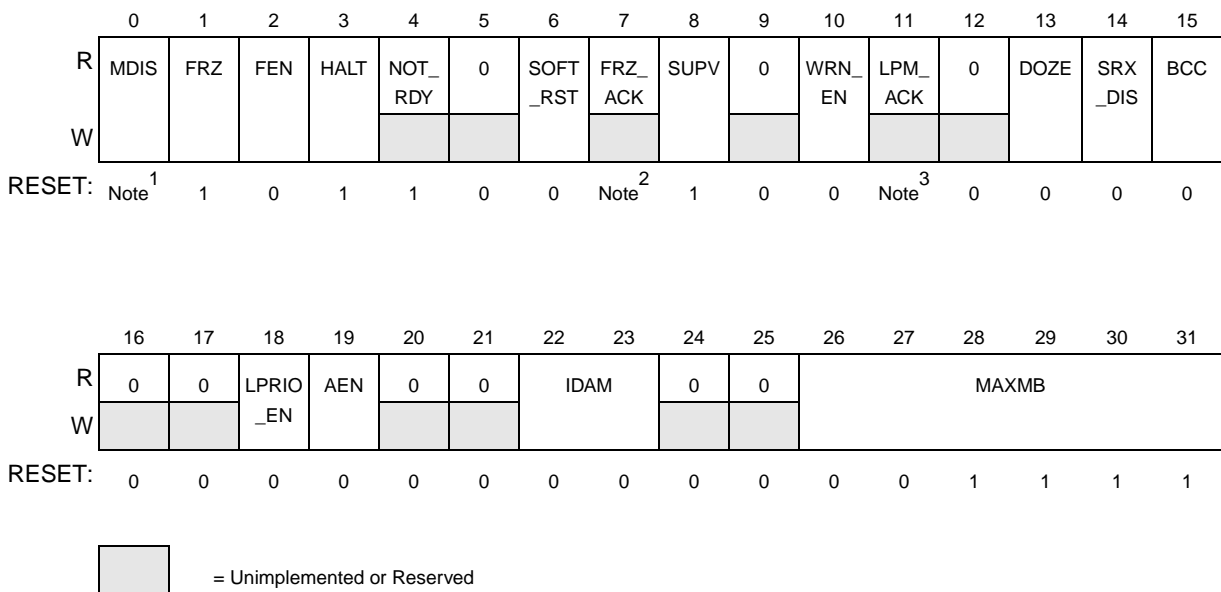 0 1 2 3 4 5 6 7 8 9 10 11 12 13 14 15
R MDIS FRZ FEN HALT NOT_ 0 SOFT FRZ_ SUPV 0 WRN_ LPM_ 0 DOZE SRX BCC
RDY _RST ACK EN ACK _DIS
W
RESET: Note1 1 0 1 1 0 0 Note2 1 0 0 Note3 0 0 0 0
16 17 18 19 20 21 22 23 24 25 26 27 28 29 30 31
R 0 0 LPRIO AEN 0 0 IDAM 0 0 MAXMB
_EN
W
RESET: 0 0 0 0 0 0 0 0 0 0 0 0 1 1 1 1
= Unimplemented or Reserved